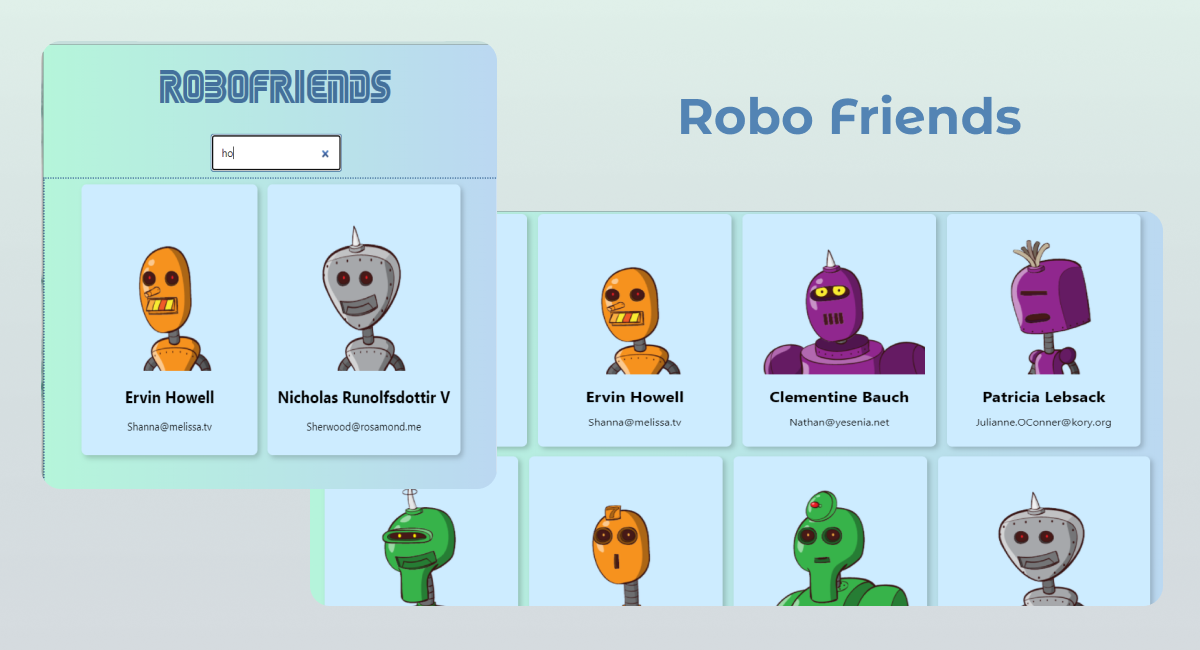 ROBOFRIENDS
ho
Ervin Howell
Shanna@melissa.tv
Nicholas Runolfsdottir V
Sherwood@rosamond.me
Robo Friends
Ervin Howell
Shanna@melissa.tv
Clementine Bauch
Nathan@yesenia.net
Patricia Lebsack
Julianne.OConner@kory.org
7